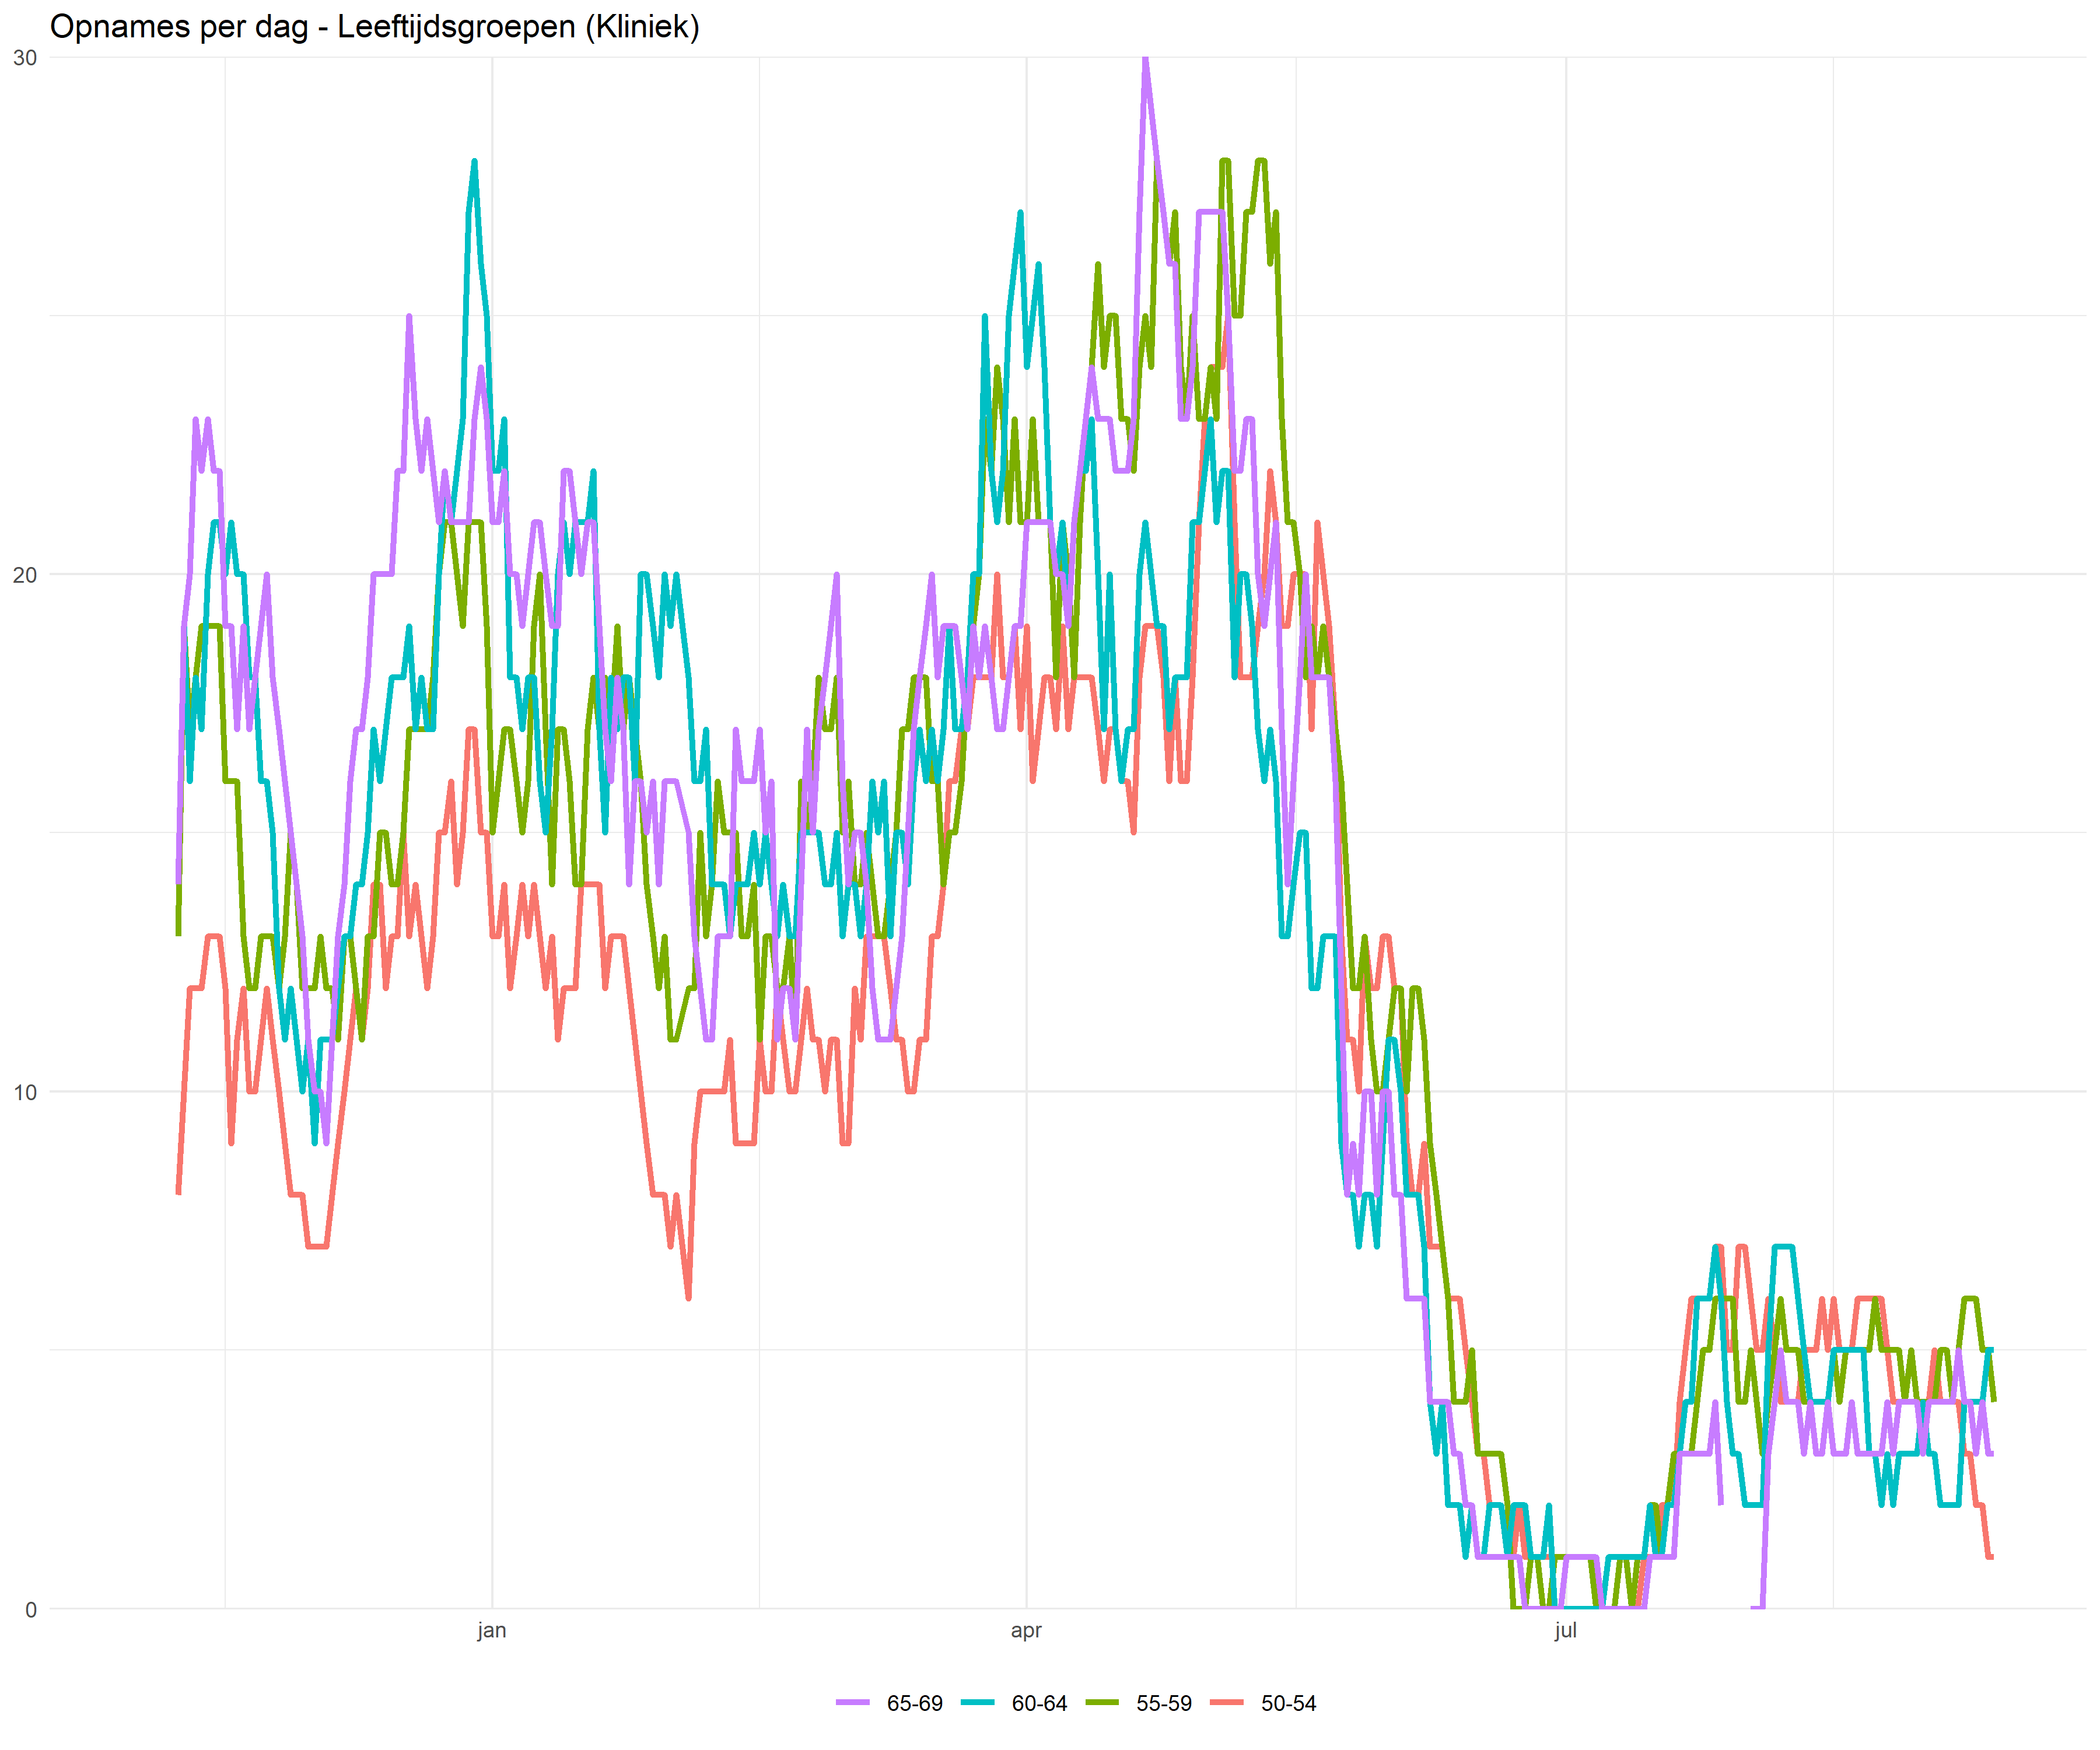 Opnames per dag - Leeftijdsgroepen (Kliniek)
30
20
10
0
jan apr jul
65-69 60-64 55-59 50-54